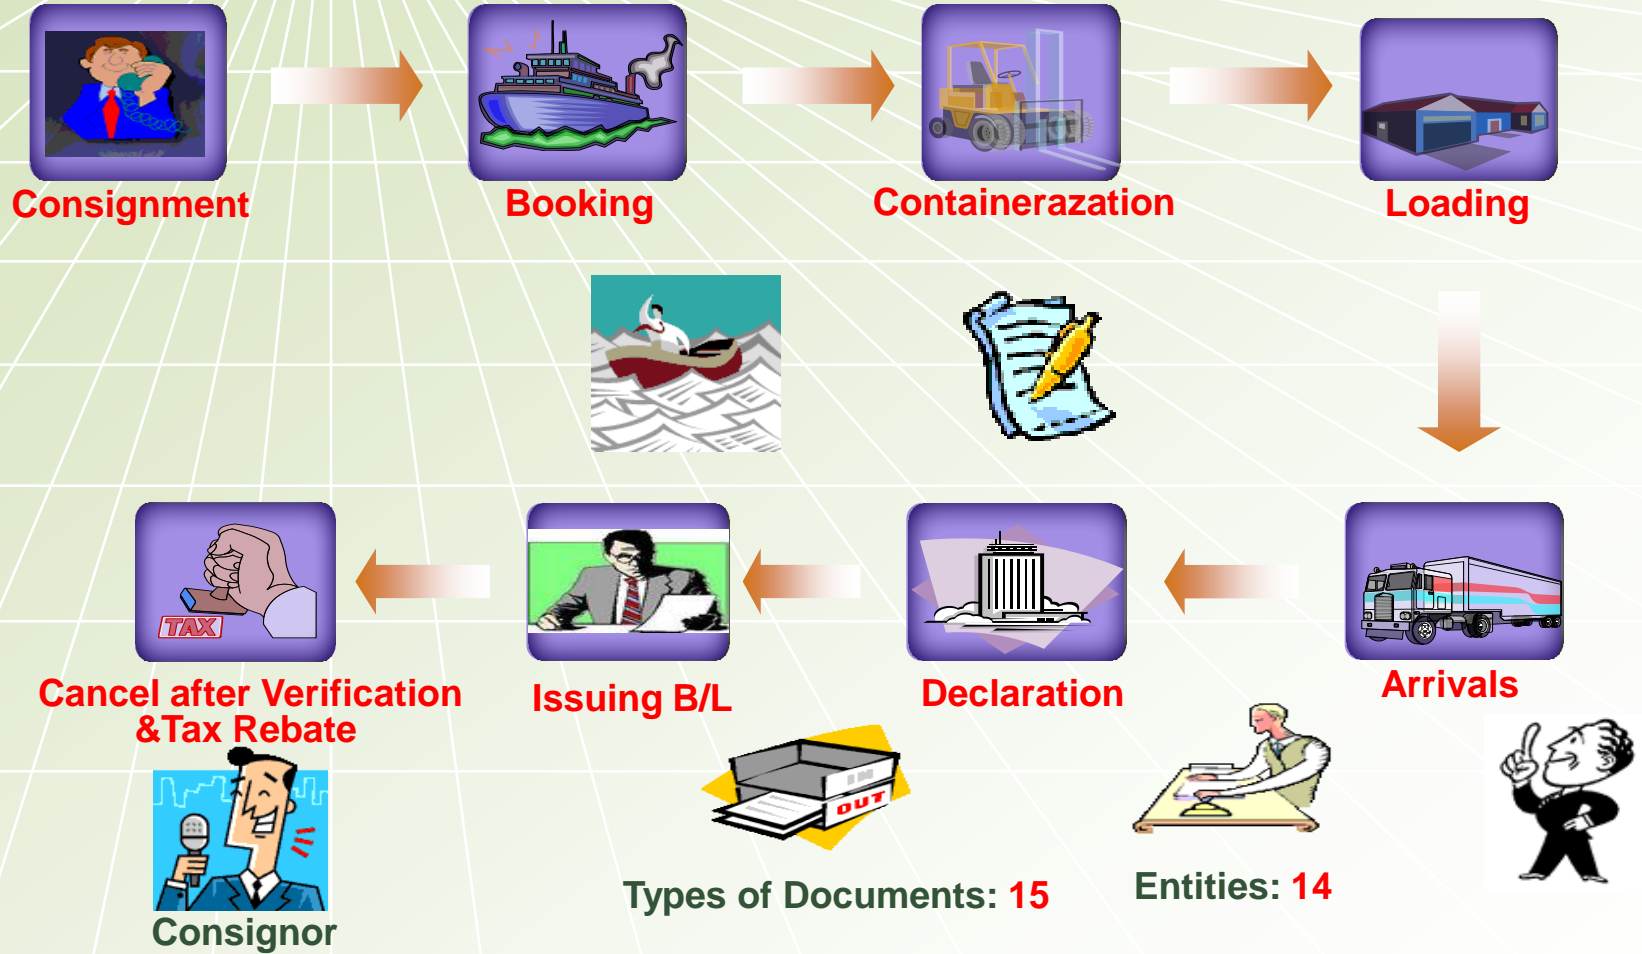 Consignment
Booking
Containerazation
Loading
TAX
Cancel after Verification
&Tax Rebate
Issuing B/L
Declaration
Arrivals
OUT
Consignor
Types of Documents: 15
Entities: 14